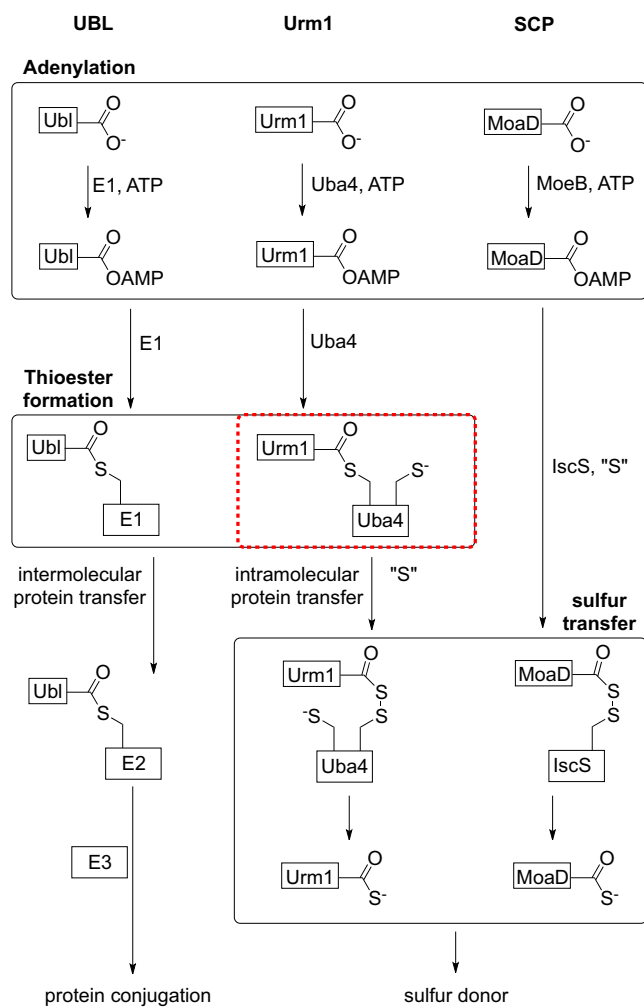 UBL Urm1 SCP
Adenylation
Ubl O O- Urm1 O O- MoaD O O-
E1, ATP Uba4, ATP MoeB, ATP
Ubl O OAMP Urm1 O OAMP MoaD O OAMP
E1 Uba4
Thioester
formation
Ubl O S E1 Urm1 O S S- Uba4
IscS, "S"
intermolecular
protein transfer
intramolecular
protein transfer
"S"
sulfur
transfer
Ubl O S E2
Urm1 O S S -S Uba4
MoaD O S S IscS
E3
Urm1 O S- MoaD O S-
protein conjugation sulfur donor